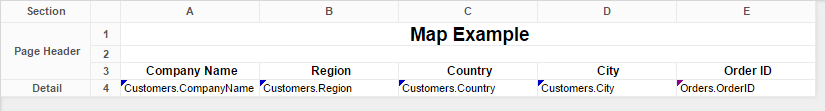 Section A B C D E
1 Map Example
Page Header 2
3 Company Name Region Country City Order ID
Detail 4 Customers.CompanyName Customers.Region Customers.Country Customers.City Orders.OrderID